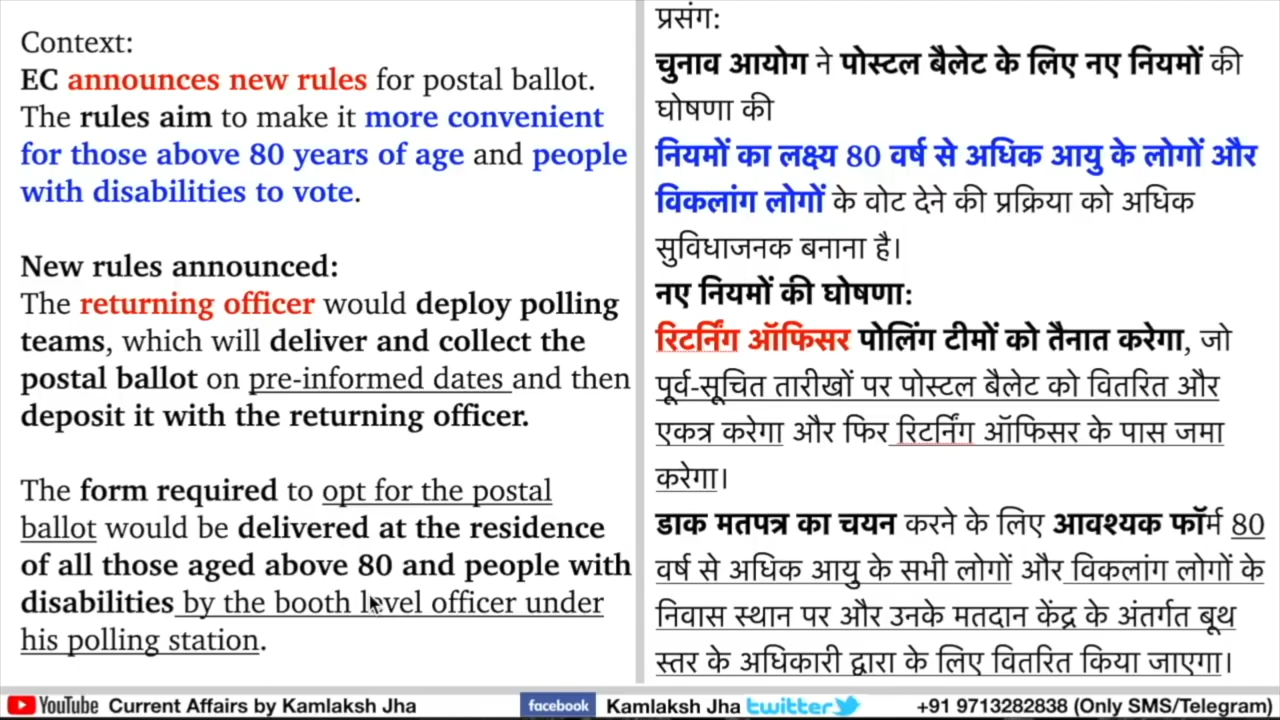 Context:
EC announces new rules for postal ballot.
The rules aim to make it more convenient
for those above 80 years of age and people
with disabilities to vote.
New rules announced:
The returning officer would deploy polling
teams, which will deliver and collect the
postal ballot on pre-informed dates and then
deposit it with the returning officer.
The form required to opt for the postal
ballot would be delivered at the residence
of all those aged above 80 and people with
disabilities by the booth level officer under
his polling station.
प्रसंग:
चुनाव आयोग ने पोस्टल बैलेट के लिए नए नियमों की
घोषणा की
नियमों का लक्ष्य 80 वर्ष से अधिक आयु के लोगों और
विकलांग लोगों के वोट देने की प्रक्रिया को अधिक
सुविधाजनक बनाना है।
नए नियमों की घोषणा:
रिटर्निंग ऑफिसर पोलिंग टीमों को तैनात करेगा, जो
पूर्व-सूचित तारीखों पर पोस्टल बैलेट को वितरित और
एकत्र करेगा और फिर रिटर्निंग ऑफिसर के पास जमा
करेगा।
डाक मतपत्र का चयन करने के लिए आवश्यक फॉर्म 80
वर्ष से अधिक आयु के सभी लोगों और विकलांग लोगों के
निवास स्थान पर और उनके मतदान केंद्र के अंतर्गत बूथ
स्तर के अधिकारी द्वारा के लिए वितरित किया जाएगा।
YouTube Current Affairs by Kamlaksh Jha facebook Kamlaksh Jha twitter +91 9713282838 (Only SMS/Telegram)